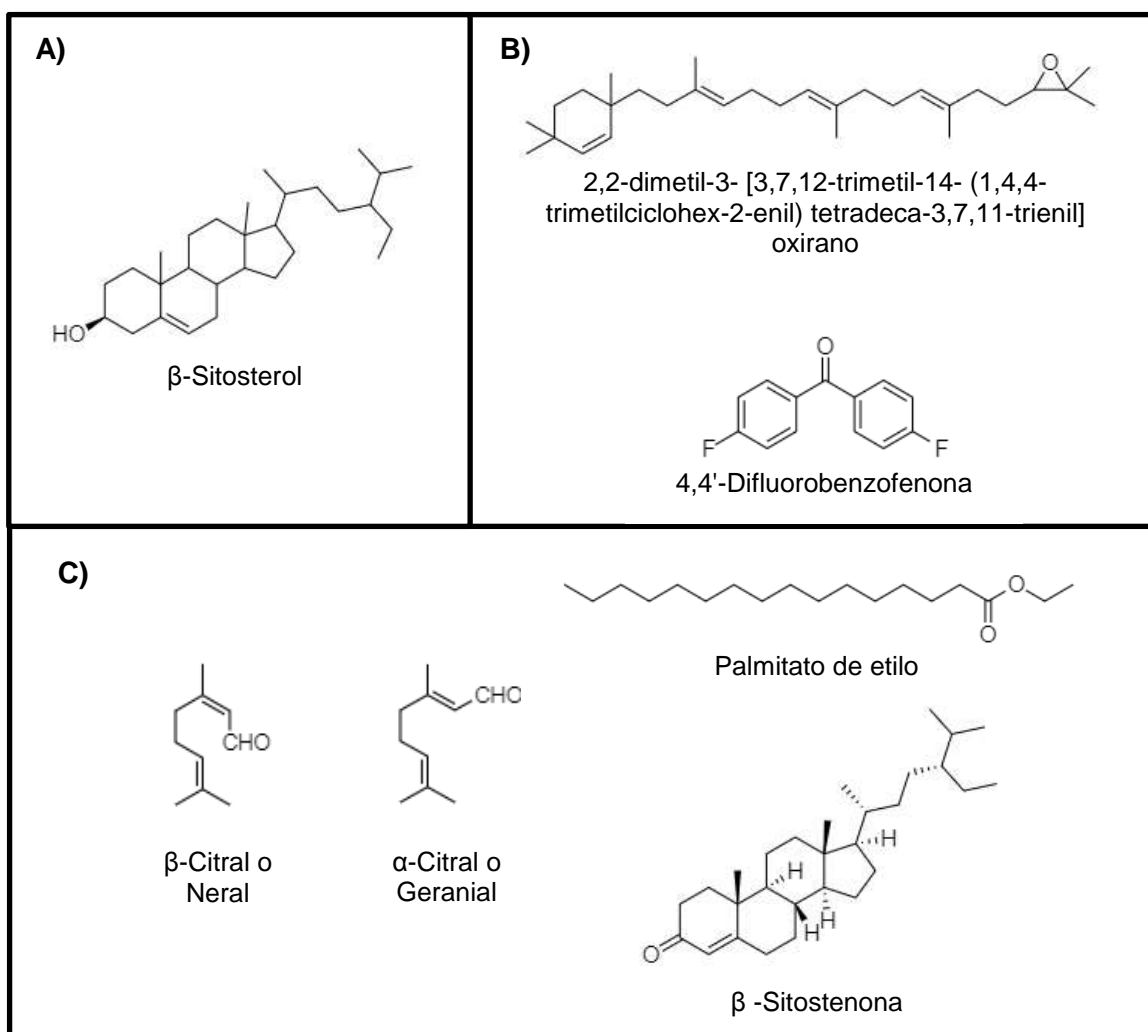 A)
HO
β-Sitosterol
B)
O
2,2-dimetil-3- [3,7,12-trimetil-14- (1,4,4-
trimetilciclohex-2-enil) tetradeca-3,7,11-trienil]
oxirano
O
F
F
4,4'-Difluorobenzofenona
C)
O
O
Palmitato de etilo
CHO
β-Citral o
Neral
CHO
α-Citral o
Geranial
H
H
H
H
O
β -Sitostenona